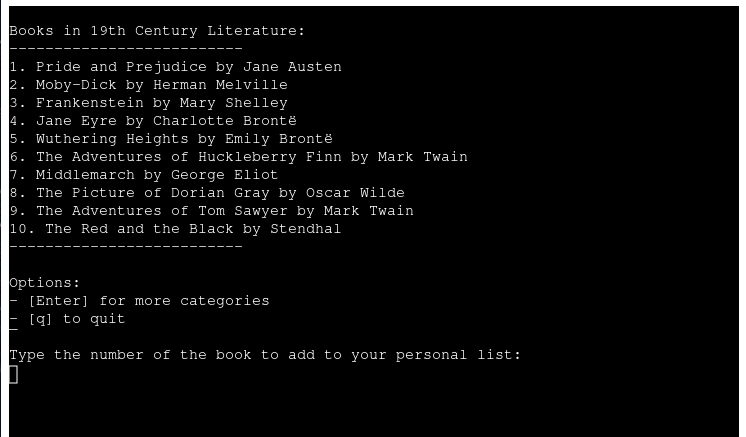 Books in 19th Century Literature:
--------------------------
1. Pride and Prejudice by Jane Austen
2. Moby-Dick by Herman Melville
3. Frankenstein by Mary Shelley
4. Jane Eyre by Charlotte Brontë
5. Wuthering Heights by Emily Brontë
6. The Adventures of Huckleberry Finn by Mark Twain
7. Middlemarch by George Eliot
8. The Picture of Dorian Gray by Oscar Wilde
9. The Adventures of Tom Sawyer by Mark Twain
10. The Red and the Black by Stendhal
--------------------------
Options:
- [Enter] for more categories
- [q] to quit
_
Type the number of the book to add to your personal list: